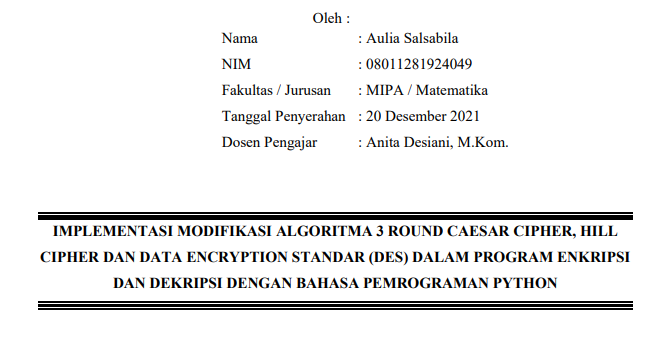 Oleh :
Nama : Aulia Salsabila
NIM : 08011281924049
Fakultas / Jurusan : MIPA / Matematika
Tanggal Penyerahan : 20 Desember 2021
Dosen Pengajar : Anita Desiani, M.Kom.
IMPLEMENTASI MODIFIKASI ALGORITMA 3 ROUND CAESAR CIPHER, HILL
CIPHER DAN DATA ENCRYPTION STANDAR (DES) DALAM PROGRAM ENKRIPSI
DAN DEKRIPSI DENGAN BAHASA PEMROGRAMAN PYTHON